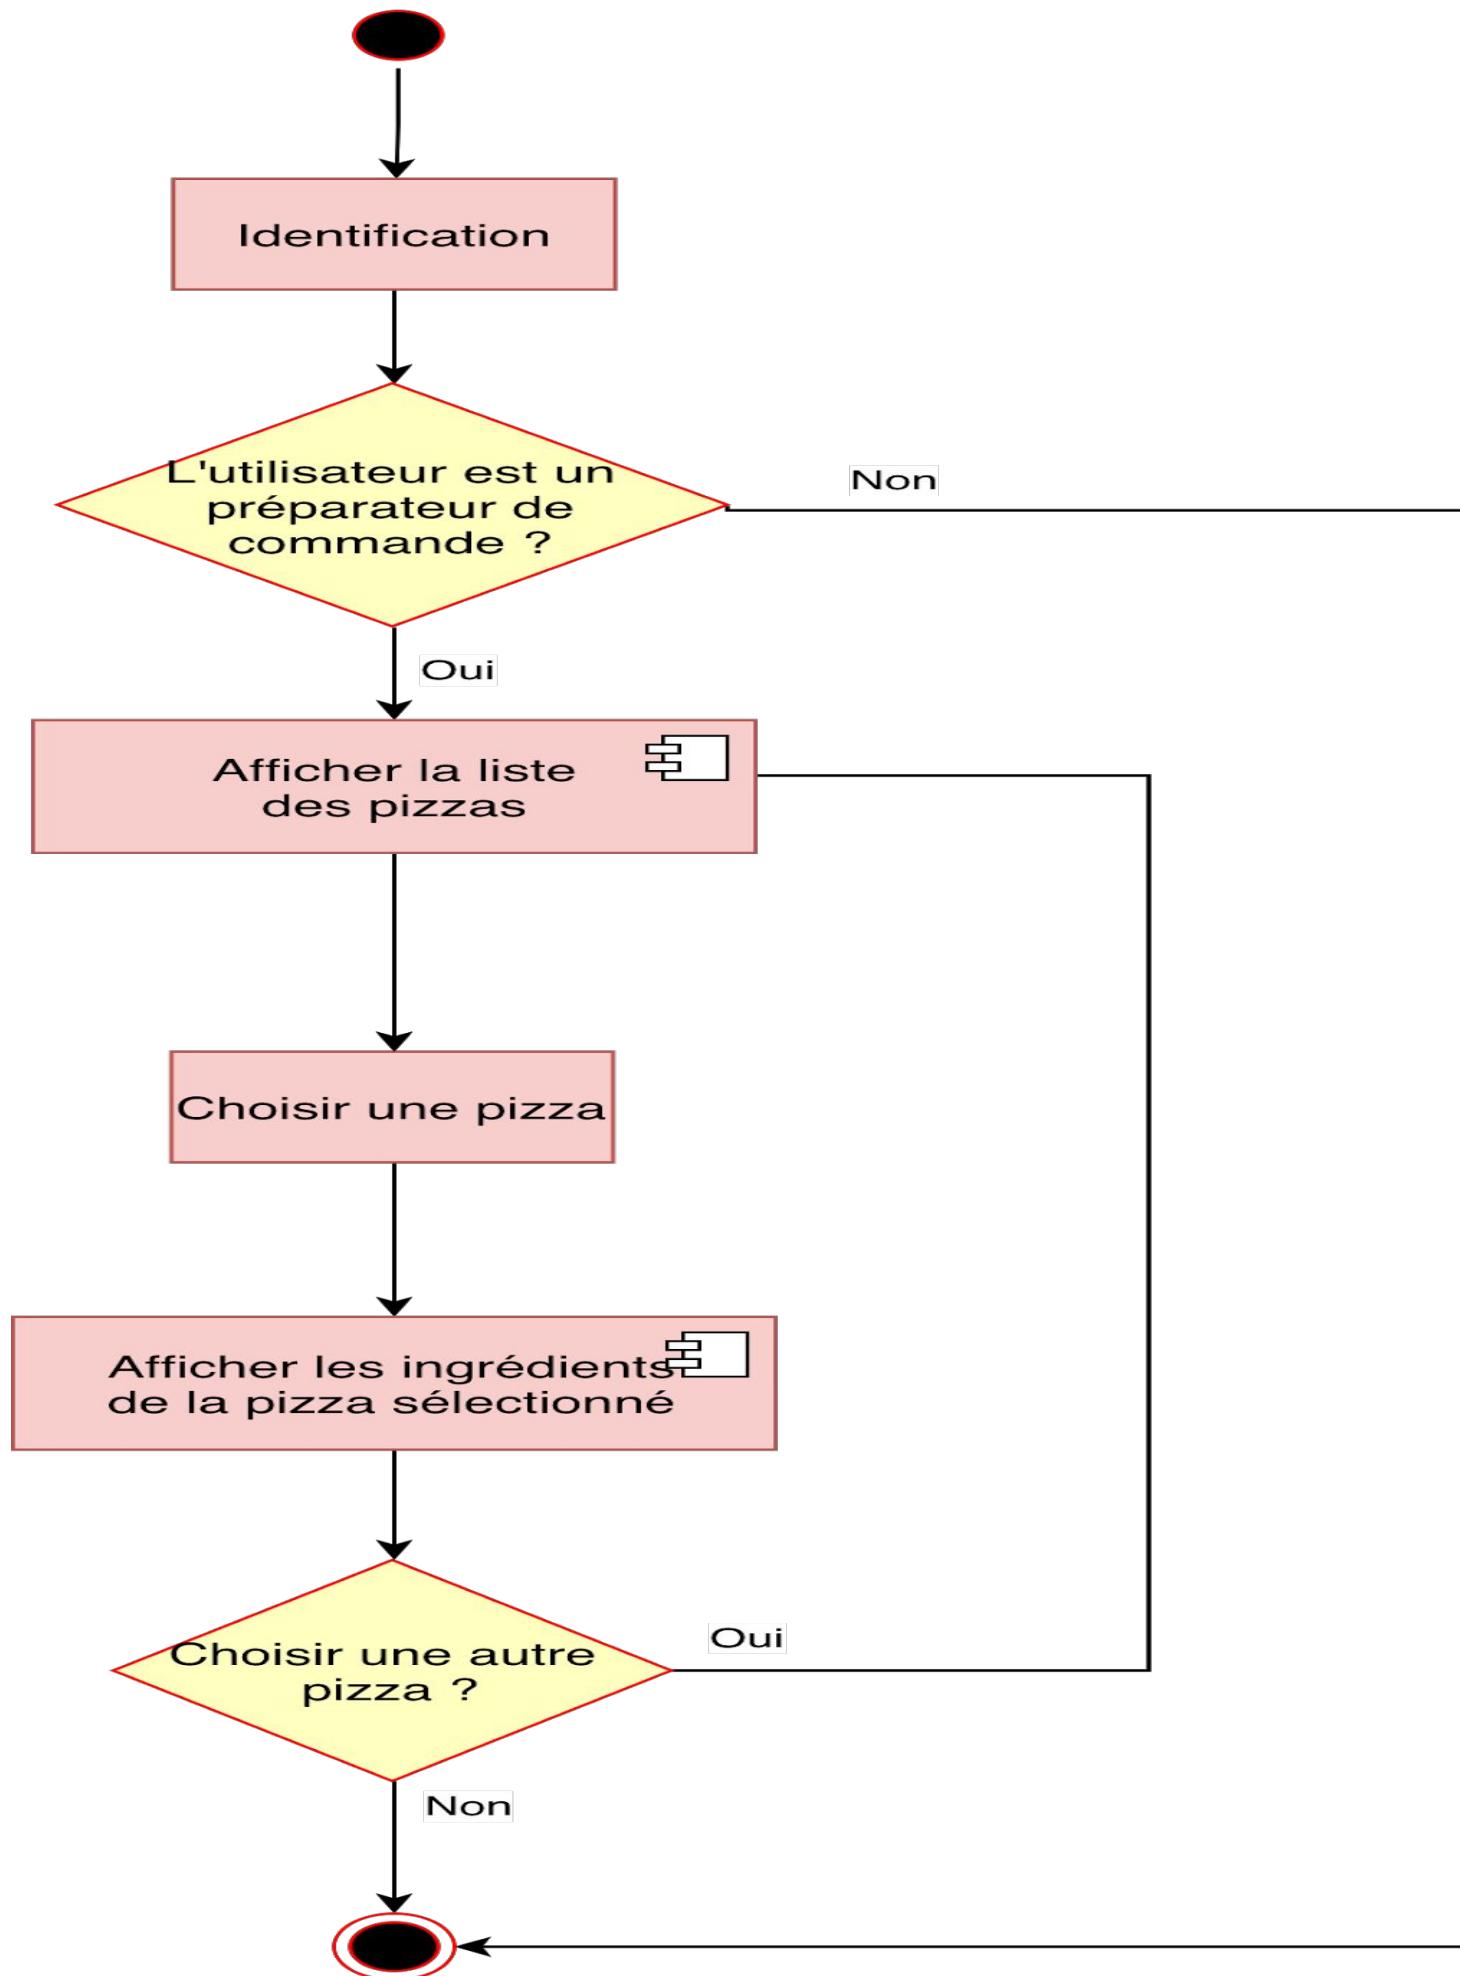 Identification
L'utilisateur est un
préparateur de
commande ?
Non
Oui
Afficher la liste
des pizzas
Choisir une pizza
Afficher les ingrédients
de la pizza sélectionné
Choisir une autre
pizza ?
Oui
Non